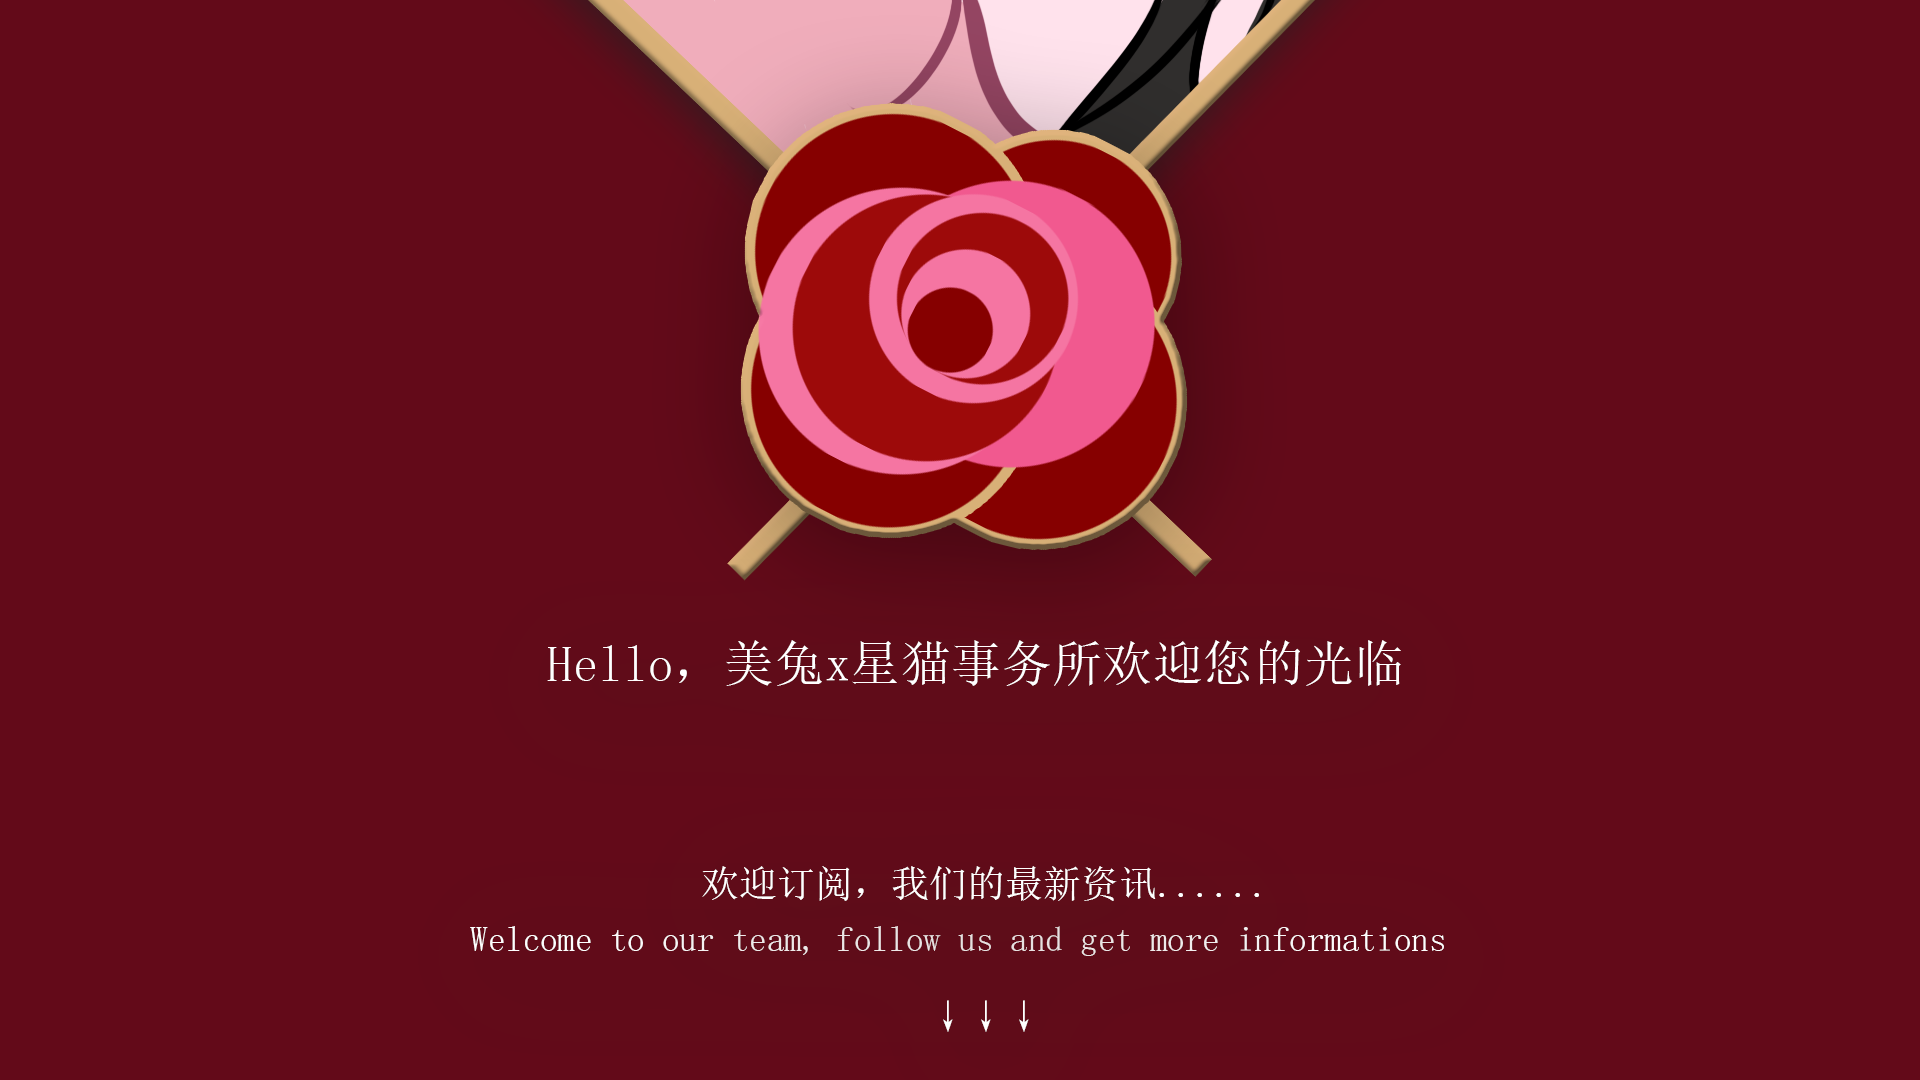 Hello，美兔x星猫事务所欢迎您的光临
欢迎订阅，我们的最新资讯......
Welcome to our team, follow us and get more informations
↓ ↓ ↓